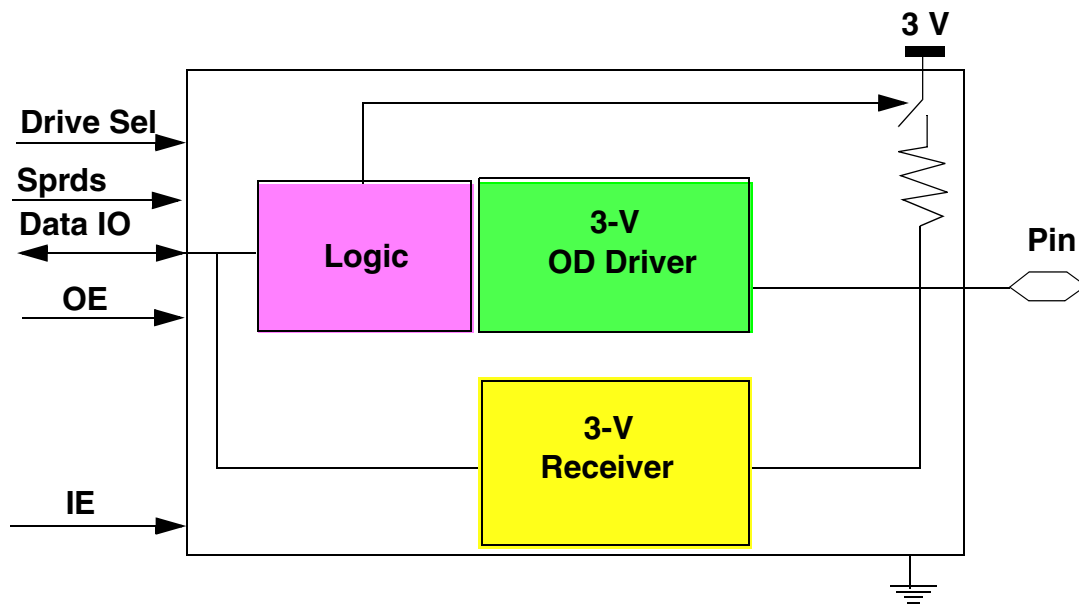 3 V
Drive Sel
Sprds
Data IO
OE
IE
Logic
3-V
OD Driver
Pin
3-V
Receiver